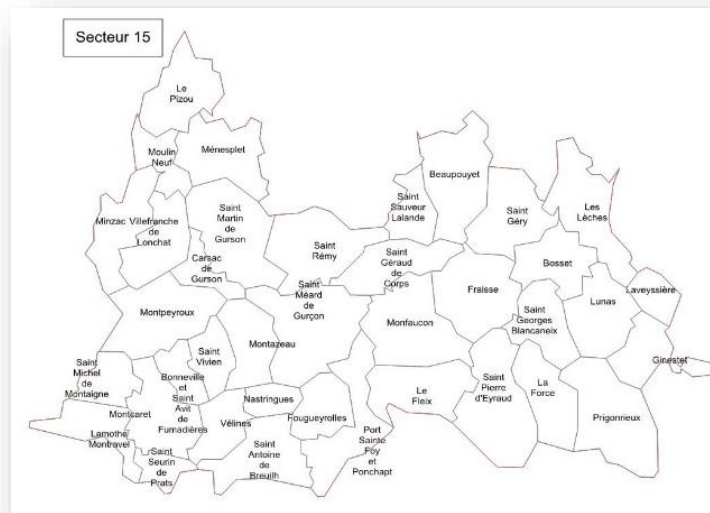 Secteur 15
Le
Pizou
Moulin
Neuf
Ménesplet
Beaupouyet
Saint
Sauveur
Lalande
Saint
Géry
Les
Lèches
Minzac
Villefranche
de
Lonchat
Saint
Martin
de
Gurson
Carsac
de
Gurson
Saint
Rémy
Saint
Géraud
de
Corps
Bosset
Saint
Méard
de
Gurçon
Fraisse
Lunas
Laveyssière
Montpeyroux
Saint
Georges
Blancaneix
Monfaucon
Montazeau
Saint
Vivien
Saint
Michel
de
Montaigne
Bonneville
et
Saint
Avit
de
Fumadières
Ginestet
Saint
Pierre
d'Eyraud
La
Force
Le
Fleix
Nastringues
Montcaret
Fougueyrolles
Prigonrieux
Vélines
Lamothe
Montravel
Port
Sainte
Foy
et
Ponchapt
Saint
Antoine
de
Breuilh
Saint
Seurin
de
Prats